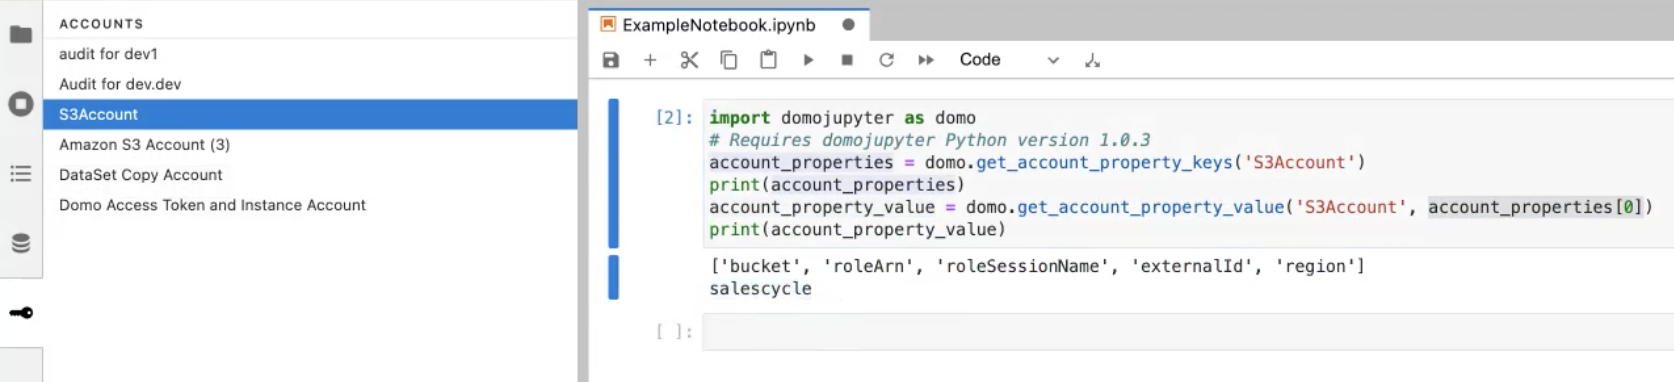 ACCOUNTS
audit for dev1
Audit for dev.dev
S3Account
Amazon S3 Account (3)
DataSet Copy Account
Domo Access Token and Instance Account
ExampleNotebook.ipynb
Code
[2]:
import domojupyter as domo
# Requires domojupyter Python version 1.0.3
account_properties = domo.get_account_property_keys('S3Account')
print(account_properties)
account_property_value = domo.get_account_property_value('S3Account', account_properties[0])
print(account_property_value)
['bucket', 'roleArn', 'roleSessionName', 'externalId', 'region']
salescycle
[ ]: